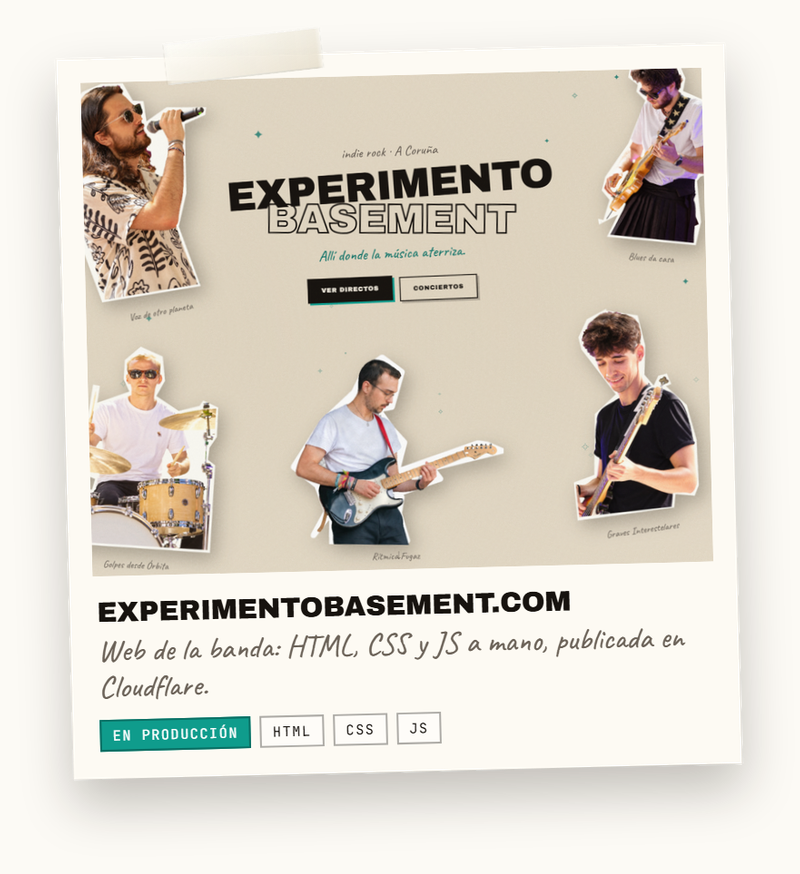 indie rock · A Coruña
EXPERIMENTO
BASEMENT
Allí donde la música aterriza.
VER DIRECTOS
CONCIERTOS
Blues da casa
Voz de otro planeta
Graves Interestelares
Ritmica Fugaz
Golpes desde Órbita
EXPERIMENTOBASEMENT.COM
Web de la banda: HTML, CSS y JS a mano, publicada en
Cloudflare.
EN PRODUCCIÓN
HTML
CSS
JS